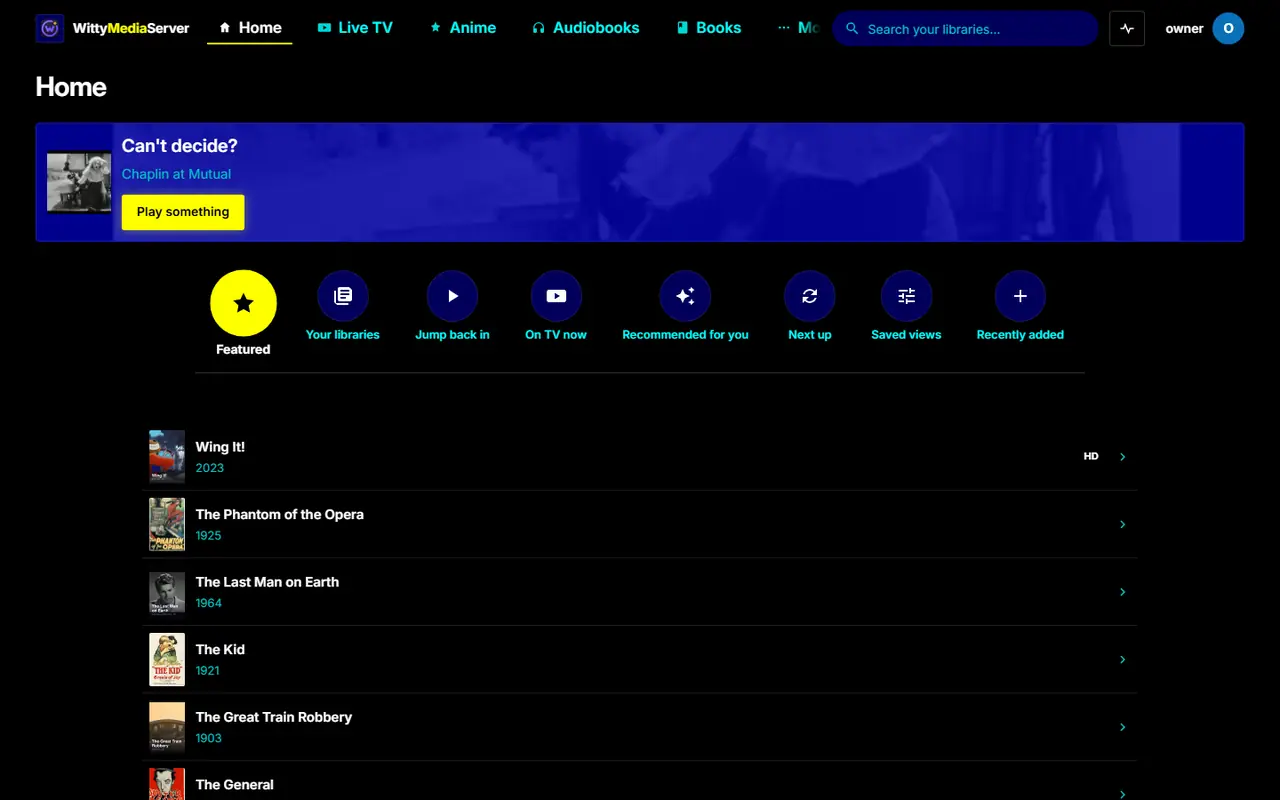 WittyMediaServer
Home
Live TV
Anime
Audiobooks
Books
Search your libraries...
owner
O
Home
Can't decide?
Chaplin at Mutual
Play something
Featured
Your libraries
Jump back in
On TV now
Recommended for you
Next up
Saved views
Recently added
Wing It!
2023
HD
The Phantom of the Opera
1925
The Last Man on Earth
1964
The Kid
1921
THE KID
The Great Train Robbery
1903
The General